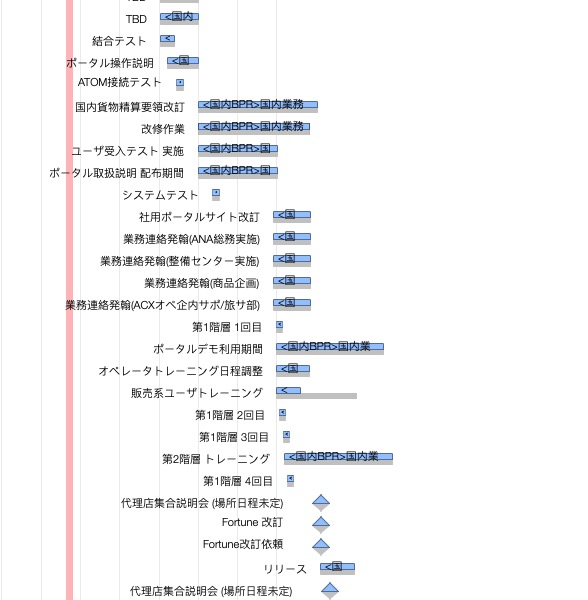 TBD <国内
結合テスト <
ポータル操作説明 <国
ATOM接続テスト
国内貨物精算要領改訂 <国内BPR>国内業務
改修作業 <国内BPR>国内業務
ユーザ受入テスト 実施 <国内BPR>国
ポータル取扱説明 配布期間 <国内BPR>国
システムテスト
社用ポータルサイト改訂 <国
業務連絡発翰(ANA総務実施) <国
業務連絡発翰(整備センター実施) <国
業務連絡発翰(商品企画) <国
業務連絡発翰(ACXオペ企内サポ/旅サ部) <国
第1階層 1回目 <
ポータルデモ利用期間 <国内BPR>国内業
オペレータトレーニング日程調整 <国
販売系ユーザトレーニング <
第1階層 2回目 <
第1階層 3回目 <
第2階層 トレーニング <国内BPR>国内業
第1階層 4回目 <
代理店集合説明会 (場所日程未定)
Fortune 改訂
Fortune改訂依頼
リリース <国
代理店集合説明会 (場所日程未定)